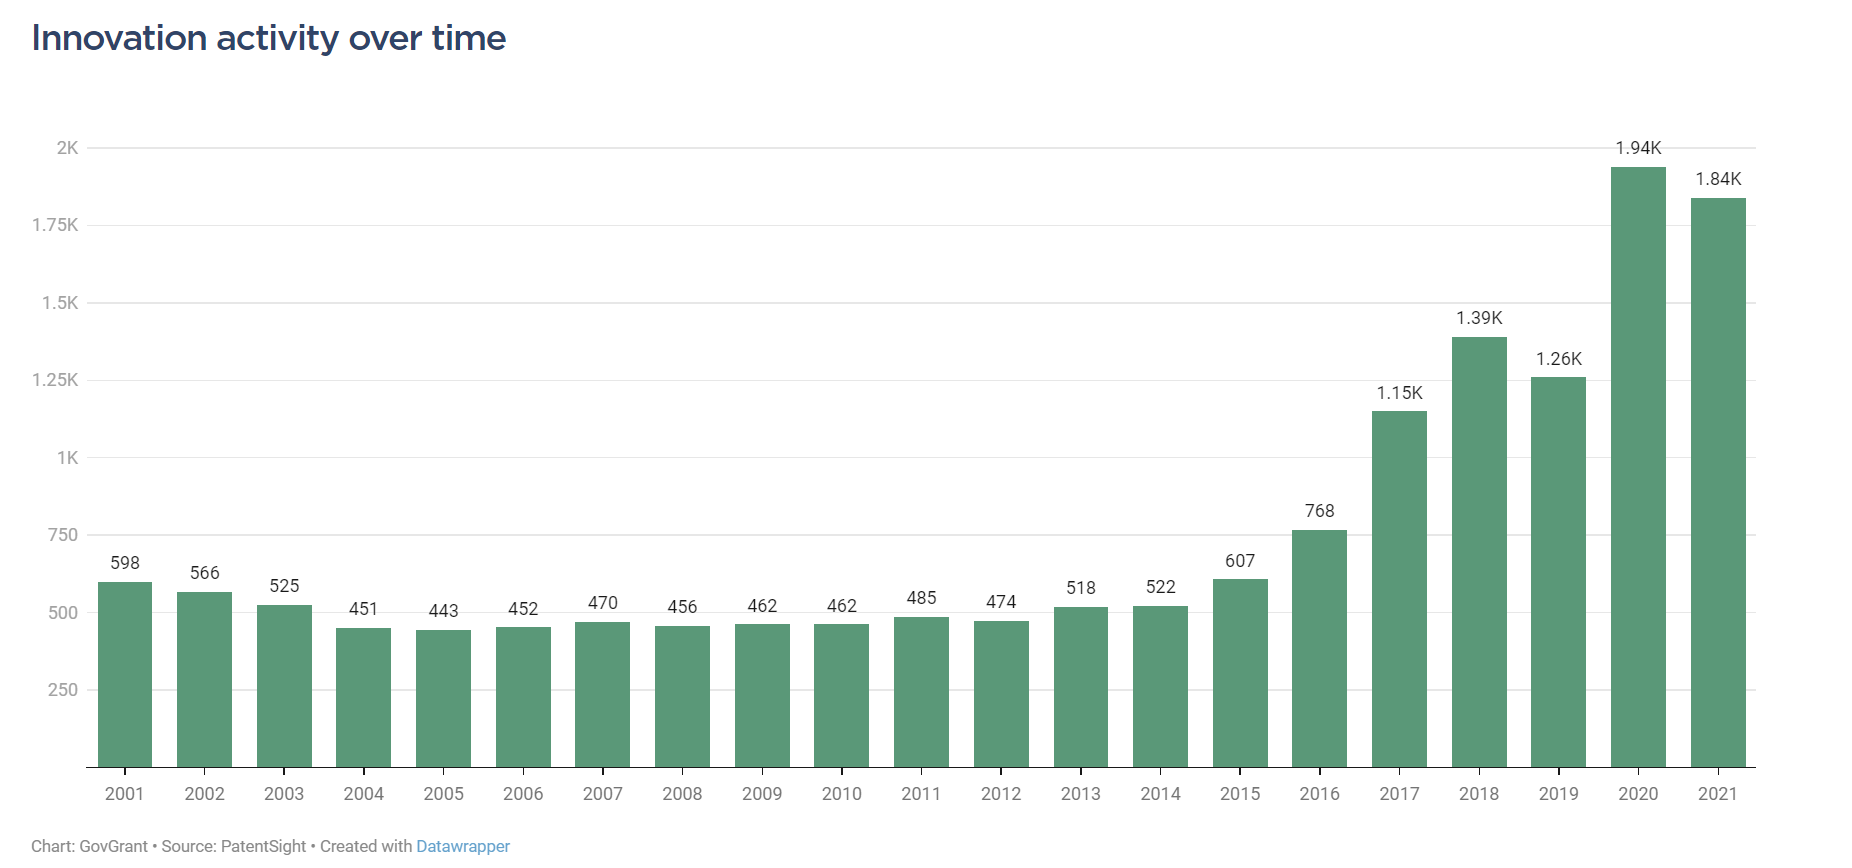 Innovation activity over time
2K
1.75K
1.5K
1.25K
1K
750
500
250
598
566
525
451
443
452
470
456
462
462
485
474
518
522
607
768
1.15K
1.39K
1.26K
1.94K
1.84K
2001 2002 2003 2004 2005 2006 2007 2008 2009 2010 2011 2012 2013 2014 2015 2016 2017 2018 2019 2020 2021
Chart: GovGrant • Source: PatentSight • Created with Datawrapper